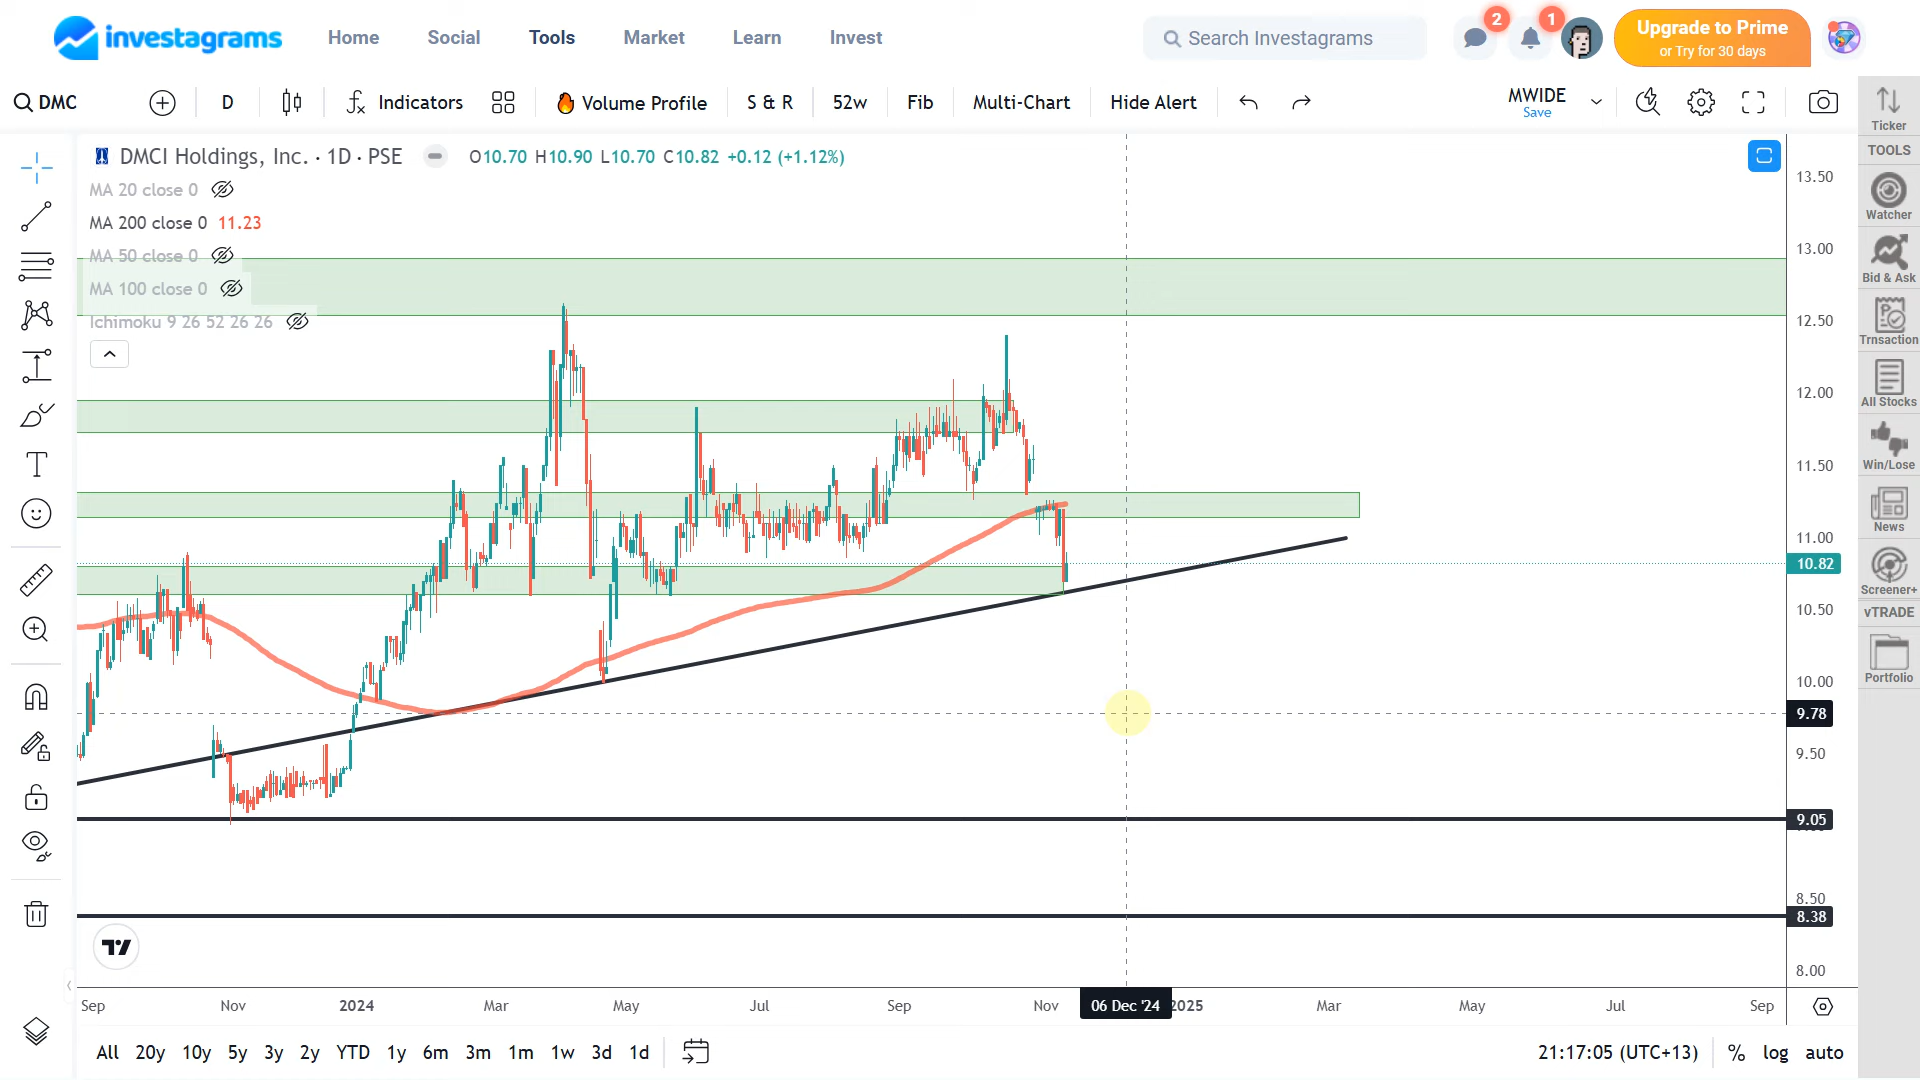 investagrams Home Social Tools Market Learn Invest Search Investagrams 2 1 Upgrade to Prime
or Try for 30 days
DMC D Indicators Volume Profile S & R 52w Fib Multi-Chart Hide Alert MWIDE
Save
Ticker
TOOLS
Watcher
Bid & Ask
Trnsaction
All Stocks
Win/Lose
News
Screener+
vTRADE
Portfolio
DMCI Holdings, Inc. · 1D · PSE O10.70 H10.90 L10.70 C10.82 +0.12 (+1.12%)
MA 20 close 0
MA 200 close 0 11.23
MA 50 close 0
MA 100 close 0
Ichimoku 9 26 52 26 26
13.50
13.00
12.50
12.00
11.50
11.00
10.82
10.50
10.00
9.78
9.50
9.05
8.50
8.38
8.00
Sep Nov 2024 Mar May Jul Sep Nov 06 Dec '24 2025 Mar May Jul Sep
All 20y 10y 5y 3y 2y YTD 1y 6m 3m 1m 1w 3d 1d 21:17:05 (UTC+13) % log auto